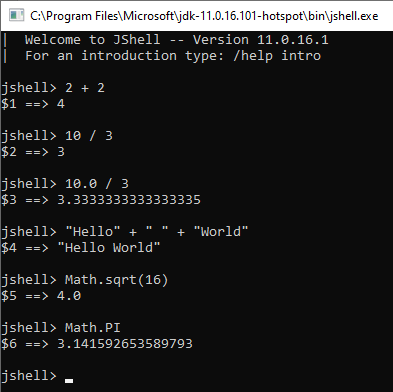 C:\Program Files\Microsoft\jdk-11.0.16.101-hotspot\bin\jshell.exe
|  Welcome to JShell -- Version 11.0.16.1
|  For an introduction type: /help intro
jshell> 2 + 2
$1 ==> 4
jshell> 10 / 3
$2 ==> 3
jshell> 10.0 / 3
$3 ==> 3.3333333333333335
jshell> "Hello" + " " + "World"
$4 ==> "Hello World"
jshell> Math.sqrt(16)
$5 ==> 4.0
jshell> Math.PI
$6 ==> 3.141592653589793
jshell>